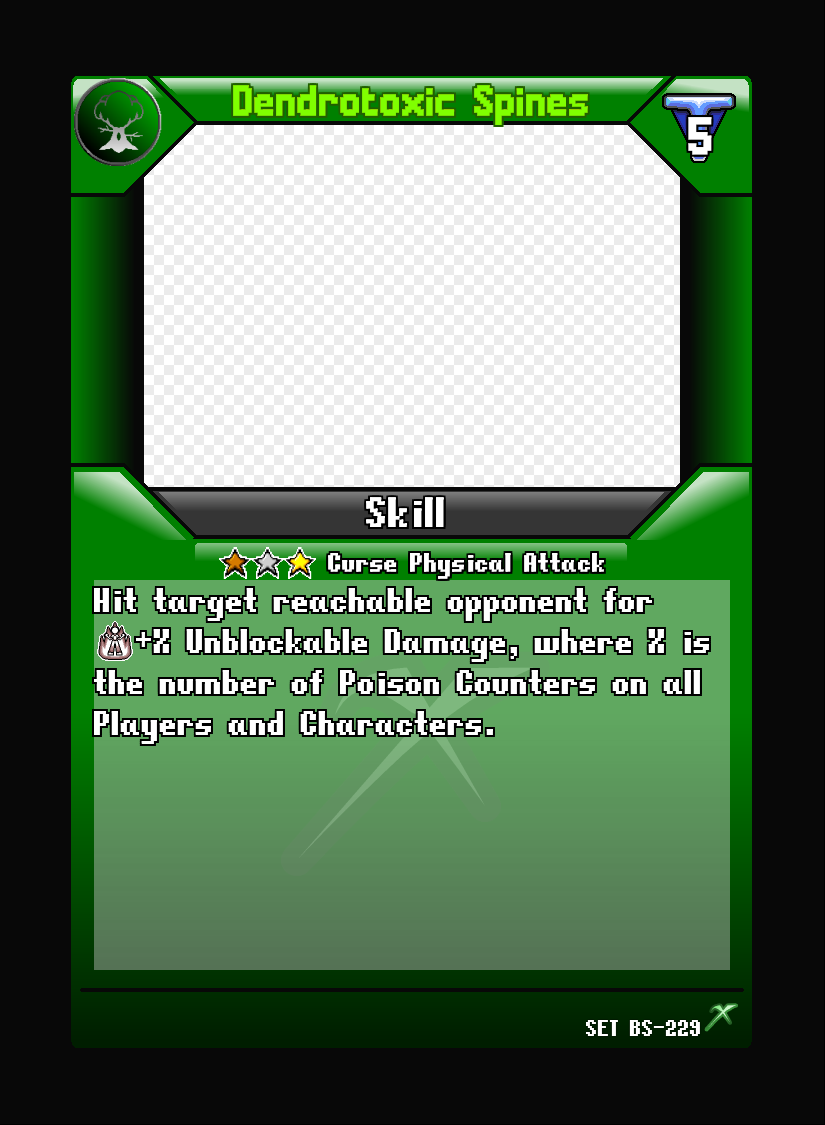 Dendrotoxic Spines
5
Skill
Curse Physical Attack
Hit target reachable opponent for
+X Unblockable Damage, where X is
the number of Poison Counters on all
Players and Characters.
SET BS-229